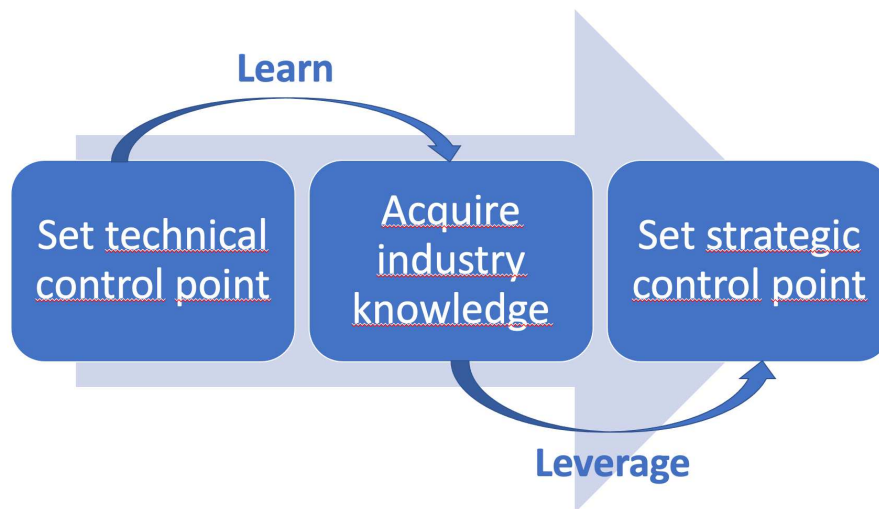 Learn
Set technical
control point
Acquire
industry
knowledge
Set strategic
control point
Leverage